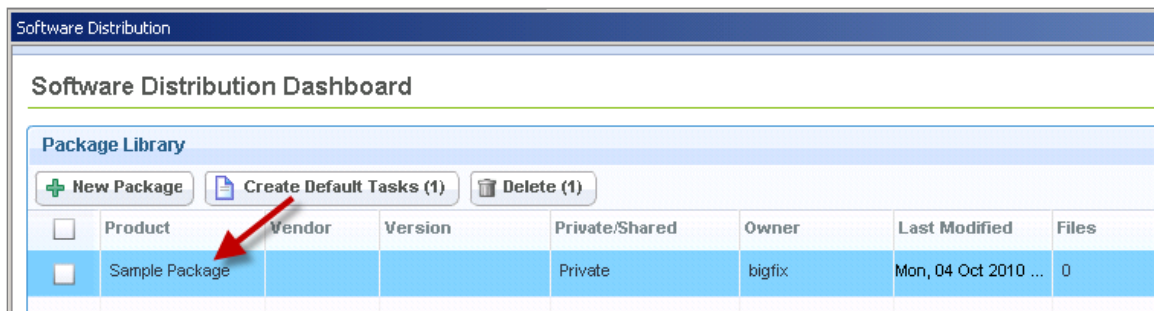 Software Distribution
Software Distribution Dashboard
Package Library
New Package Create Default Tasks (1) Delete (1)
Product Vendor Version Private/Shared Owner Last Modified Files
Sample Package Private bigfix Mon, 04 Oct 2010 ... 0